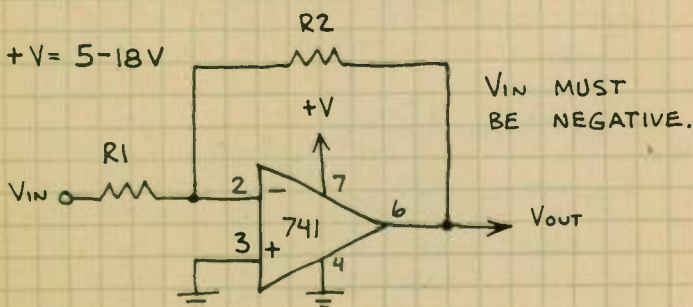 R2
+V= 5-18V
+V
VIN MUST
BE NEGATIVE.
R1
VIN
2
-
7
741
6
VOUT
3
+
4